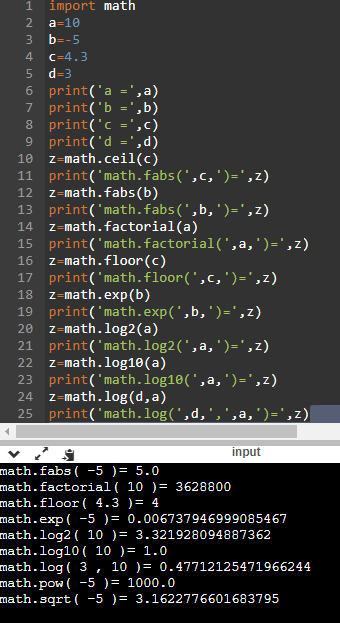 1 import math
2 a=10
3 b=-5
4 c=4.3
5 d=3
6 print('a =',a)
7 print('b =',b)
8 print('c =',c)
9 print('d =',d)
10 z=math.ceil(c)
11 print('math.fabs(',c,')=',z)
12 z=math.fabs(b)
13 print('math.fabs(',b,')=',z)
14 z=math.factorial(a)
15 print('math.factorial(',a,')=',z)
16 z=math.floor(c)
17 print('math.floor(',c,')=',z)
18 z=math.exp(b)
19 print('math.exp(',b,')=',z)
20 z=math.log2(a)
21 print('math.log2(',a,')=',z)
22 z=math.log10(a)
23 print('math.log10(',a,')=',z)
24 z=math.log(d,a)
25 print('math.log(',d,',',a,')=',z)
input
math.fabs( -5 )= 5.0
math.factorial( 10 )= 3628800
math.floor( 4.3 )= 4
math.exp( -5 )= 0.006737946999085467
math.log2( 10 )= 3.321928094887362
math.log10( 10 )= 1.0
math.log( 3 , 10 )= 0.47712125471966244
math.pow( -5 )= 1000.0
math.sqrt( -5 )= 3.1622776601683795